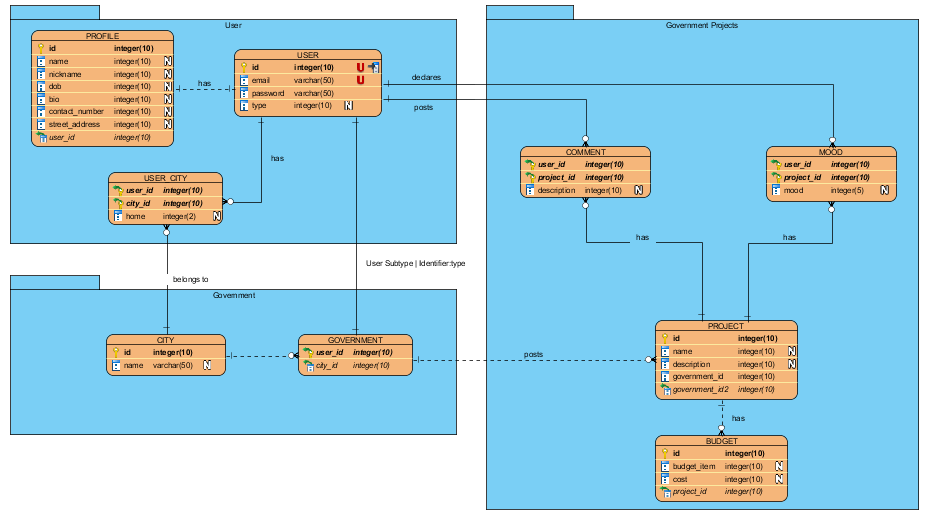 User
PROFILE
id integer(10)
name integer(10) N
nickname integer(10) N
dob integer(10) N
bio integer(10) N
contact_number integer(10) N
street_address integer(10) N
user_id integer(10)
has
USER
id integer(10) U
email varchar(50) U
password varchar(50)
type integer(10) N
has
USER_CITY
user_id integer(10)
city_id integer(10)
home integer(2) N
belongs to
User Subtype | Identifier:type
Government
CITY
id integer(10)
name varchar(50) N
GOVERNMENT
user_id integer(10)
city_id integer(10)
Government Projects
declares
posts
COMMENT
user_id integer(10)
project_id integer(10)
description integer(10) N
MOOD
user_id integer(10)
project_id integer(10)
mood integer(5) N
has
has
posts
PROJECT
id integer(10)
name integer(10) N
description integer(10) N
government_id integer(10)
government_id2 integer(10)
has
BUDGET
id integer(10)
budget_item integer(10) N
cost integer(10) N
project_id integer(10)